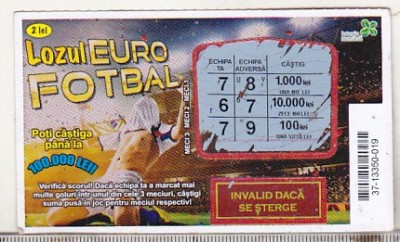 2 lei
Lozul EURO
FOTBAL
Poți câștiga
până la
100.000 LEI!
Verifică scorul! Dacă echipa ta a marcat mai
multe goluri într-unul din cele 3 meciuri, câștigi
suma pusă în joc pentru meciul respectiv!
MECI 3 MECI 2 MECI 1
ECHIPA TA ECHIPA ADVERSĂ CÂȘTIG
7 8 1.000 lei
UNA MIE LEI
6 7 10.000 lei
ZECE MII LEI
7 9 100 lei
UNA SUTĂ LEI
INVALID DACĂ
SE ȘTERGE
37-13350-019